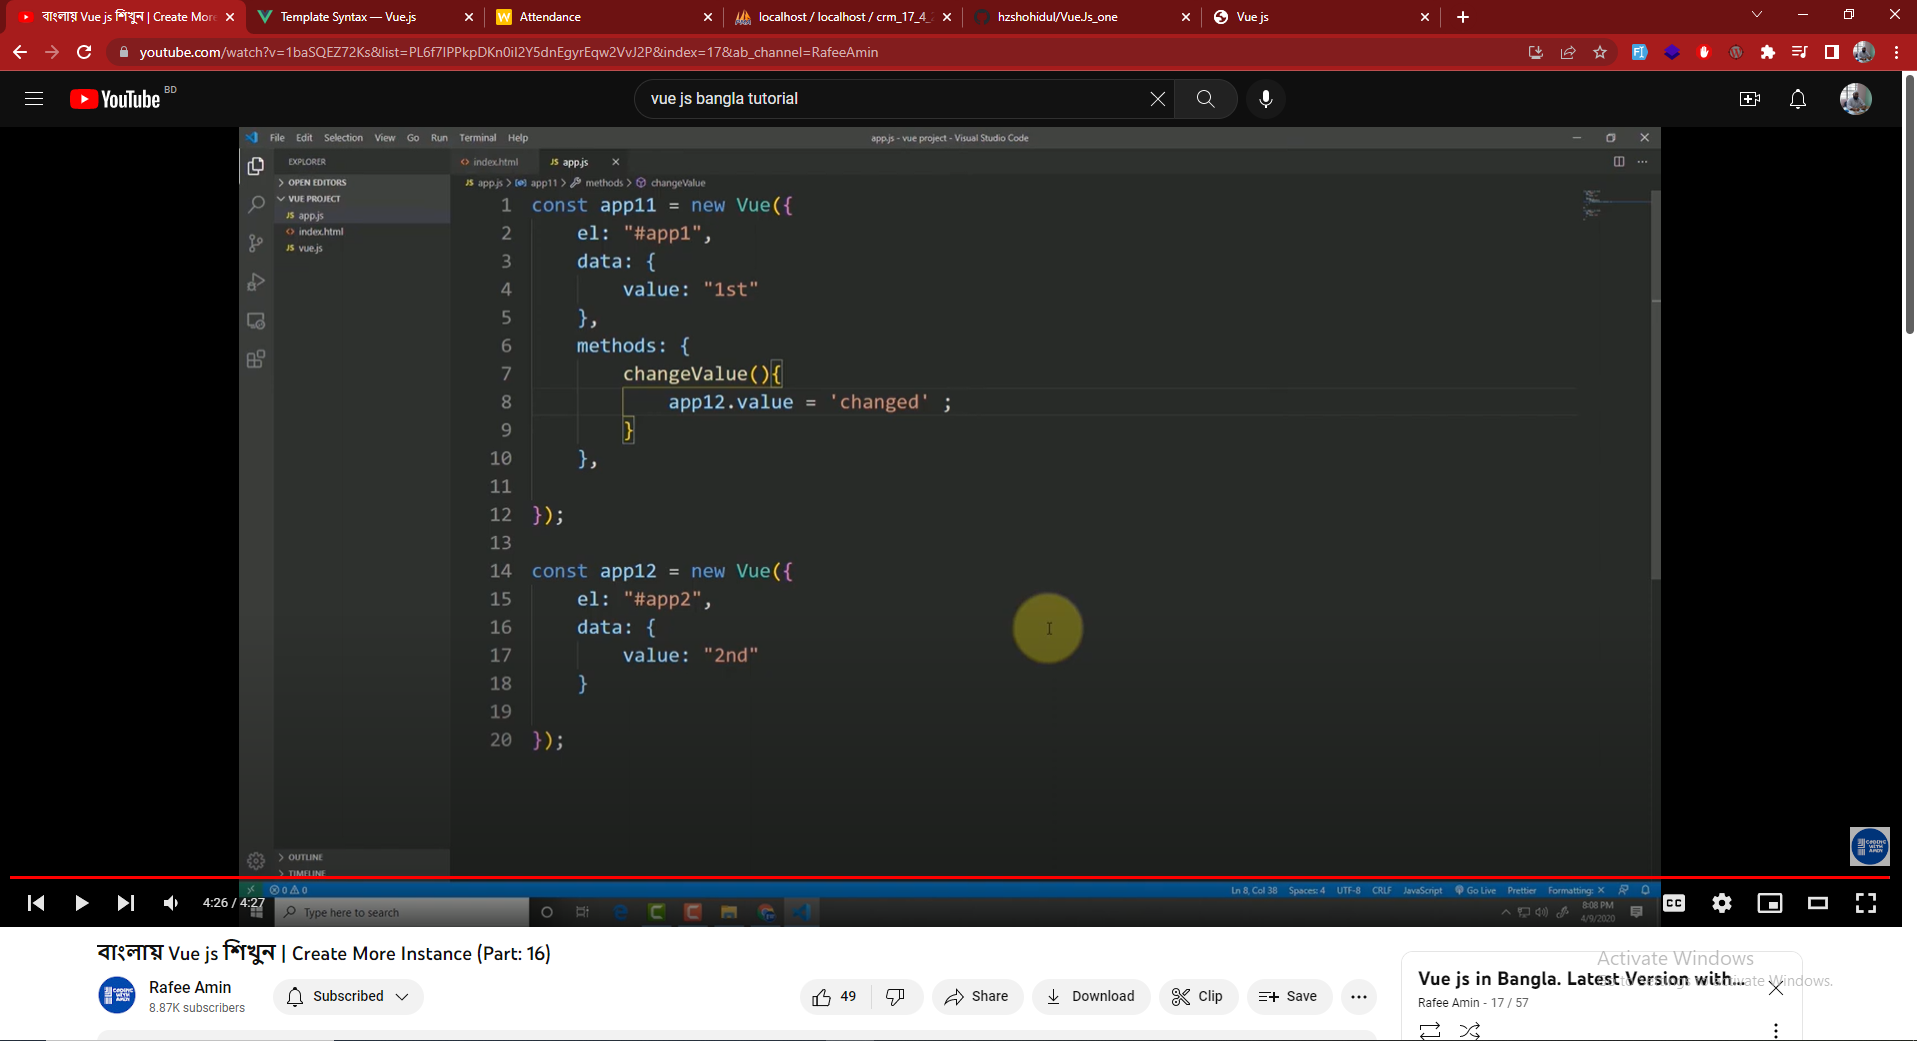 বাংলায় Vue js শিখুন | Create More
Template Syntax — Vue.js
Attendance
localhost / localhost / crm_17_4_2
hzshohidul/VueJs_one
Vue js
youtube.com/watch?v=1baSQEZ72Ks&list=PL6f7IPPkpDKn0iI2Y5dnEgyrEqw2VvJ2P&index=17&ab_channel=RafeeAmin
YouTube BD
vue js bangla tutorial
File Edit Selection View Go Run Terminal Help
app.js - vue project - Visual Studio Code
EXPLORER
index.html
JS app.js
OPEN EDITORS
JS app.js > app11 > methods > changeValue
VUE PROJECT
JS app.js
index.html
JS vue.js
1 const app11 = new Vue({
2 el: "#app1",
3 data: {
4 value: "1st"
5 },
6 methods: {
7 changeValue(){
8 app12.value = 'changed' ;
9 }
10 },
11
12 });
13
14 const app12 = new Vue({
15 el: "#app2",
16 data: {
17 value: "2nd"
18 }
19
20 });
OUTLINE
TIMELINE
CODING WITH AMIN
0 0
Ln 8, Col 38 Spaces: 4 UTF-8 CRLF JavaScript Go Live Prettier Formatting: ×
4:26 / 4:27
Type here to search
8:08 PM
4/9/2020
CC
বাংলায় Vue js শিখুন | Create More Instance (Part: 16)
Rafee Amin
8.87K subscribers
Subscribed
49
Share
Download
Clip
Save
Activate Windows
Vue js in Bangla. Latest Version with...
Rafee Amin - 17 / 57